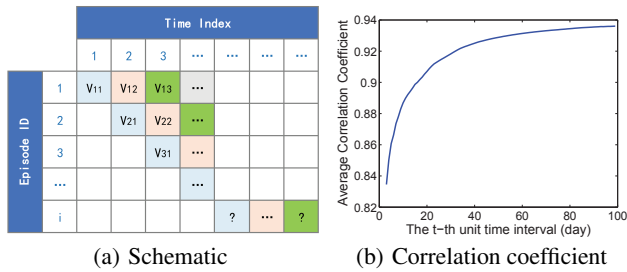 Time Index
1 2 3 … … … …
Episode ID
1 V11 V12 V13 …
2 V21 V22 …
3 V31 …
… …
i ? … ?
(a) Schematic
Average Correlation Coefficient
0.94
0.92
0.9
0.88
0.86
0.84
0.82
0 20 40 60 80 100
The t-th unit time interval (day)
(b) Correlation coefficient